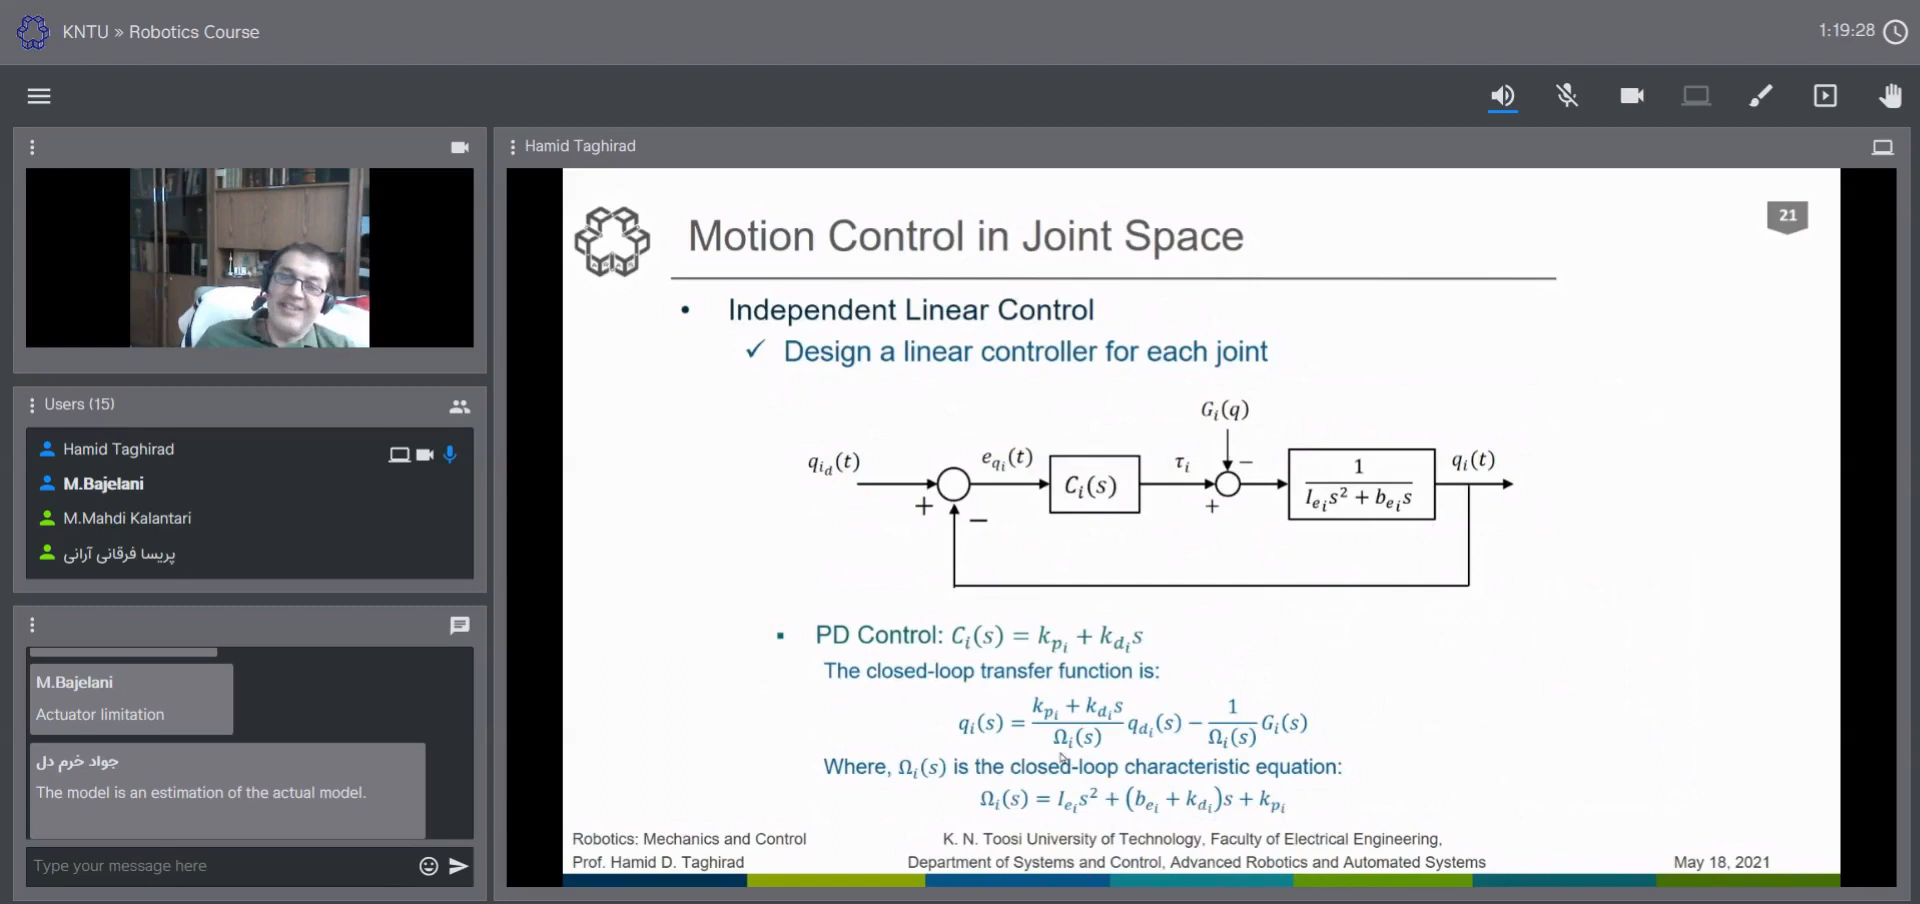 KNTU » Robotics Course
1:19:28
Hamid Taghirad
Users (15)
Hamid Taghirad
M.Bajelani
M.Mahdi Kalantari
پریسا فرقانی آرانی
M.Bajelani
Actuator limitation
جواد خرم دل
The model is an estimation of the actual model.
Type your message here
21
Motion Control in Joint Space
• Independent Linear Control
✓ Design a linear controller for each joint
G_i(q)
q_{i_d}(t) e_{q_i}(t) C_i(s) τ_i \frac{1}{I_{e_i}s^2 + b_{e_i}s} q_i(t)
+ − + −
▪ PD Control: C_i(s) = k_{p_i} + k_{d_i}s
The closed-loop transfer function is:
q_i(s) = \frac{k_{p_i} + k_{d_i}s}{Ω_i(s)} q_{d_i}(s) − \frac{1}{Ω_i(s)} G_i(s)
Where, Ω_i(s) is the closed-loop characteristic equation:
Ω_i(s) = I_{e_i}s^2 + (b_{e_i} + k_{d_i})s + k_{p_i}
Robotics: Mechanics and Control
Prof. Hamid D. Taghirad
K. N. Toosi University of Technology, Faculty of Electrical Engineering,
Department of Systems and Control, Advanced Robotics and Automated Systems
May 18, 2021